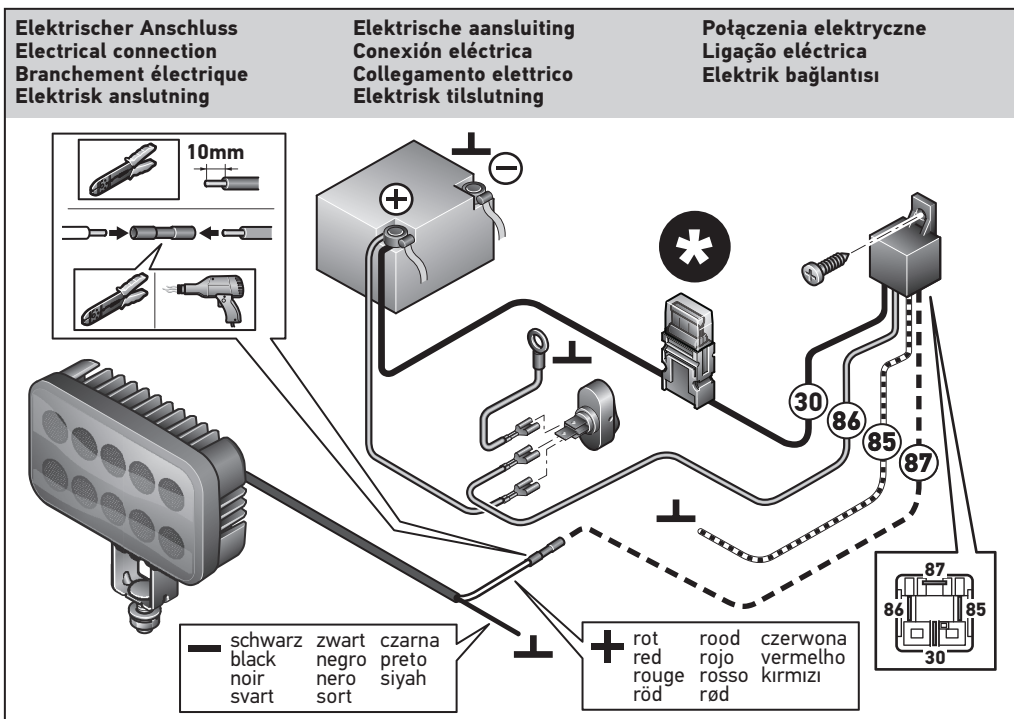 Elektrischer Anschluss
Electrical connection
Branchement électrique
Elektrisk anslutning
Elektrische aansluiting
Conexión eléctrica
Collegamento elettrico
Elektrisk tilslutning
Połączenia elektryczne
Ligação eléctrica
Elektrik bağlantısı
10mm
30
86
85
87
87
86
85
30
schwarz zwart czarna
black negro preto
noir nero siyah
svart sort
rot rood czerwona
red rojo vermelho
rouge rosso kırmızı
röd rød